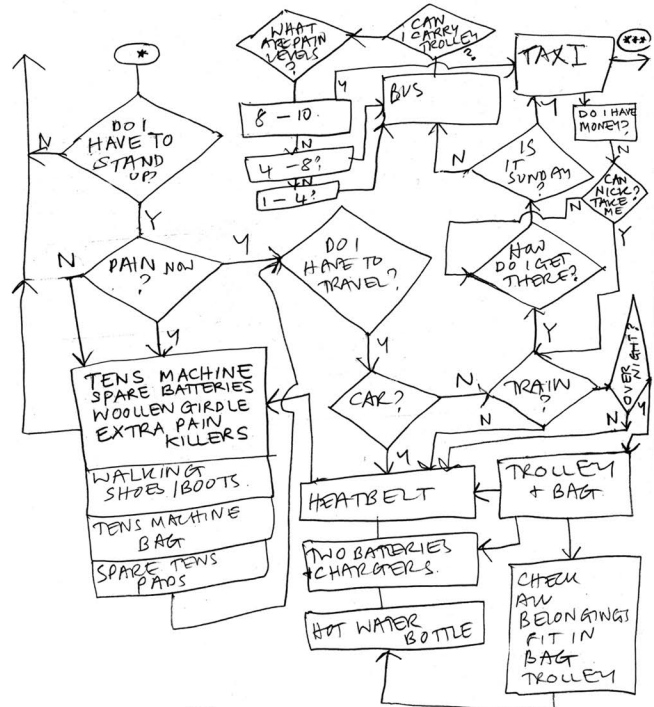 *
DO I
HAVE TO
STAND
UP?
N
Y
PAIN NOW
?
N
Y
Y
TENS MACHINE
SPARE BATTERIES
WOOLLEN GIRDLE
EXTRA PAIN
KILLERS
WALKING
SHOES/BOOTS
TENS MACHINE
BAG
SPARE TENS
PADS
WHAT
ARE PAIN
LEVELS
?
CAN
I CARRY
TROLLEY
?
8 - 10.
Y
N
4 - 8?
N
1 - 4?
BUS
TAXI
***
DO I HAVE
MONEY?
N
CAN
NICK?
TAKE
ME
N
Y
IS
IT
SUNDAY
?
Y
N
HOW
DO I GET
THERE?
Y
DO I
HAVE TO
TRAVEL?
Y
CAR?
N
Y
TRAIN
?
N
OVER
NIGHT?
N
Y
HEATBELT
TWO BATTERIES
+ CHARGERS.
HOT WATER
BOTTLE
TROLLEY
+ BAG
CHECK
ALL
BELONGINGS
FIT IN
BAG
TROLLEY